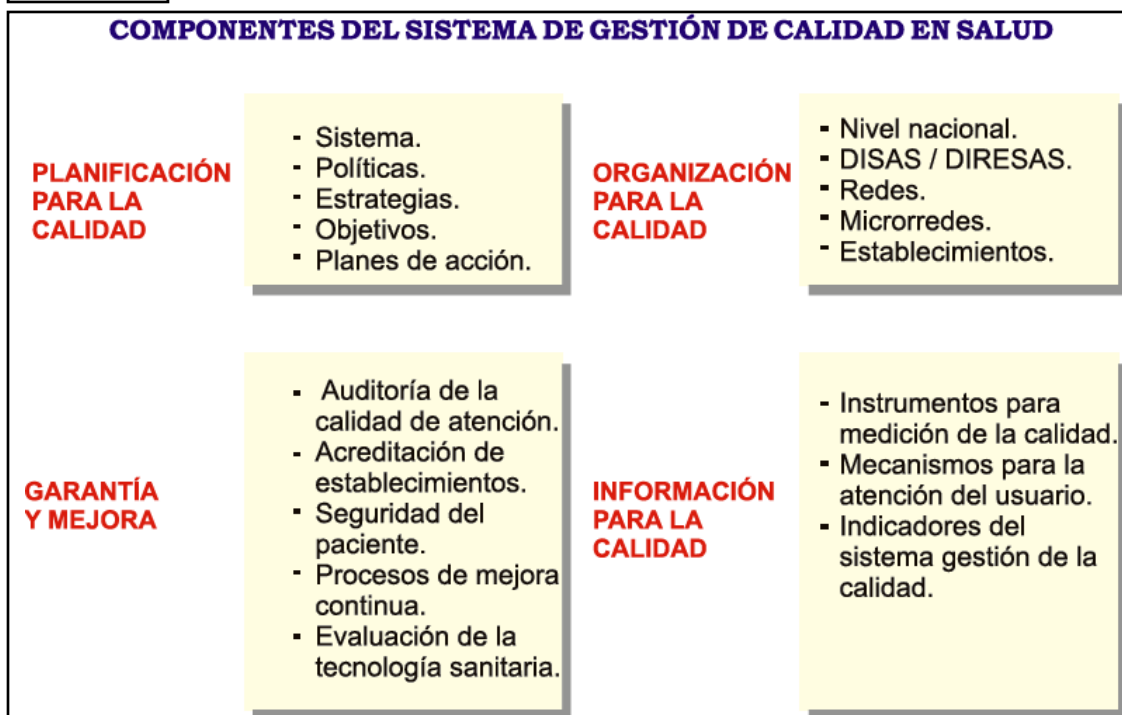 COMPONENTES DEL SISTEMA DE GESTIÓN DE CALIDAD EN SALUD
PLANIFICACIÓN
PARA LA
CALIDAD
- Sistema.
- Políticas.
- Estrategias.
- Objetivos.
- Planes de acción.
ORGANIZACIÓN
PARA LA
CALIDAD
- Nivel nacional.
- DISAS / DIRESAS.
- Redes.
- Microrredes.
- Establecimientos.
GARANTÍA
Y MEJORA
- Auditoría de la
calidad de atención.
- Acreditación de
establecimientos.
- Seguridad del
paciente.
- Procesos de mejora
continua.
- Evaluación de la
tecnología sanitaria.
INFORMACIÓN
PARA LA
CALIDAD
- Instrumentos para
medición de la calidad.
- Mecanismos para la
atención del usuario.
- Indicadores del
sistema gestión de la
calidad.